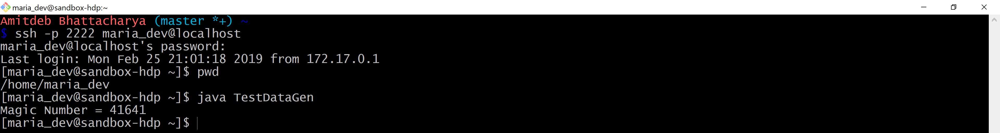 maria_dev@sandbox-hdp:~
Amitdeb Bhattacharya (master *+) ~
$ ssh -p 2222 maria_dev@localhost
maria_dev@localhost's password:
Last login: Mon Feb 25 21:01:18 2019 from 172.17.0.1
[maria_dev@sandbox-hdp ~]$ pwd
/home/maria_dev
[maria_dev@sandbox-hdp ~]$ java TestDataGen
Magic Number = 41641
[maria_dev@sandbox-hdp ~]$